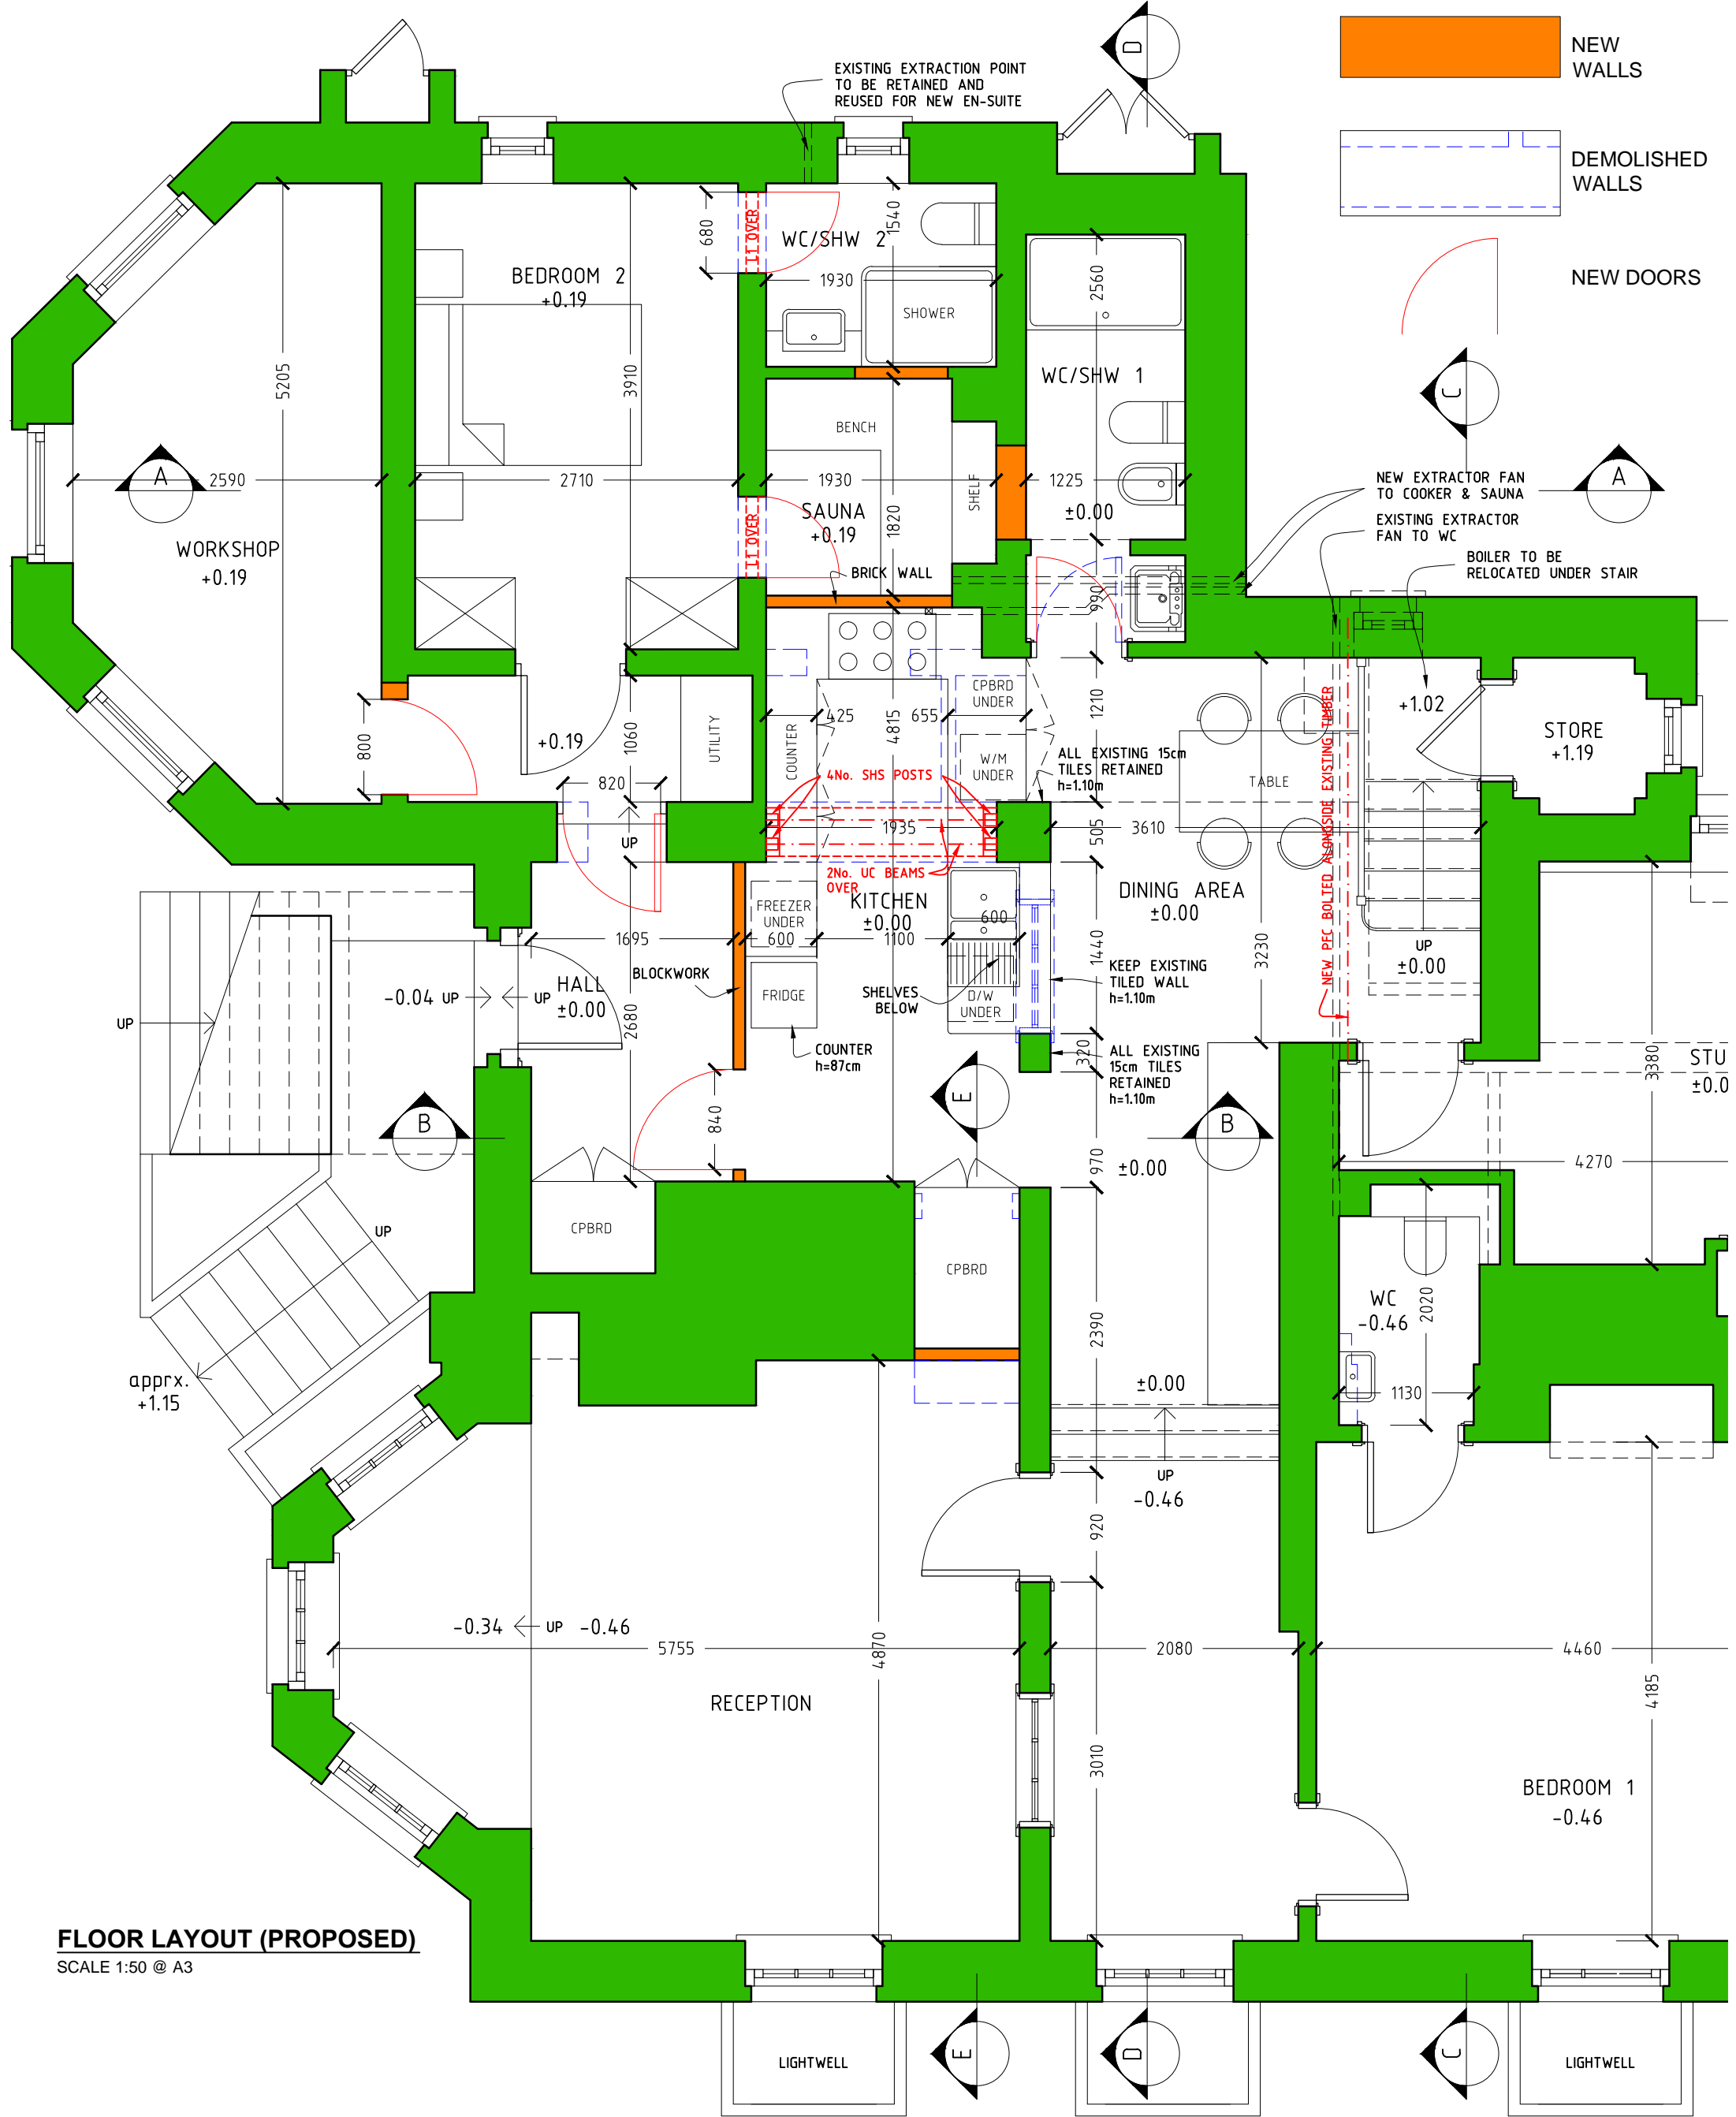 NEW
WALLS
DEMOLISHED
WALLS
NEW DOORS
D
EXISTING EXTRACTION POINT
TO BE RETAINED AND
REUSED FOR NEW EN-SUITE
680
1 OVER
WC/SHW 2
1540
1930
SHOWER
BEDROOM 2
+0.19
5205
3910
2560
WC/SHW 1
C
BENCH
A
2590
2710
1930
SHELF
1225
±0.00
SAUNA
+0.19
1820
1 OVER
WORKSHOP
+0.19
BRICK WALL
NEW EXTRACTOR FAN
TO COOKER & SAUNA
A
EXISTING EXTRACTOR
FAN TO WC
BOILER TO BE
RELOCATED UNDER STAIR
990
800
+0.19
1060
UTILITY
820
UP
425
COUNTER
4815
655
CPBRD
UNDER
W/M
UNDER
1210
ALL EXISTING 15cm
TILES RETAINED
h=1.10m
4No. SHS POSTS
1935
505
3610
TABLE
NEW PFC BOLTED ALONGSIDE EXISTING TIMBER
+1.02
STORE
+1.19
2No. UC BEAMS
OVER
KITCHEN
±0.00
FREEZER
UNDER
600
1100
600
1440
DINING AREA
±0.00
3230
UP
±0.00
1695
BLOCKWORK
HALL
±0.00
-0.04 UP
UP
UP
2680
FRIDGE
SHELVES
BELOW
D/W
UNDER
KEEP EXISTING
TILED WALL
h=1.10m
COUNTER
h=87cm
320
ALL EXISTING
15cm TILES
RETAINED
h=1.10m
3380
STU
±0.0
B
840
E
B
970
±0.00
4270
UP
CPBRD
CPBRD
2390
WC
-0.46
2020
1130
apprx.
+1.15
±0.00
UP
-0.46
920
-0.34
UP
-0.46
5755
4870
2080
4460
4185
RECEPTION
3010
BEDROOM 1
-0.46
FLOOR LAYOUT (PROPOSED)
SCALE 1:50 @ A3
LIGHTWELL
E
D
C
LIGHTWELL